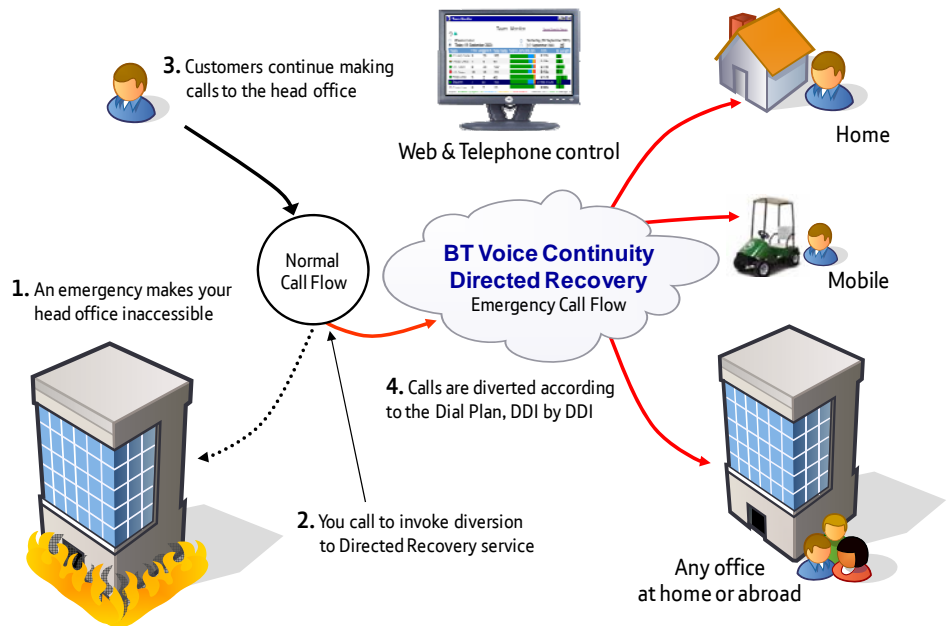 3. Customers continue making
calls to the head office
Web & Telephone control
Home
Normal
Call Flow
BT Voice Continuity
Directed Recovery
Emergency Call Flow
Mobile
1. An emergency makes your
head office inaccessible
4. Calls are diverted according
to the Dial Plan, DDI by DDI
2. You call to invoke diversion
to Directed Recovery service
Any office
at home or abroad